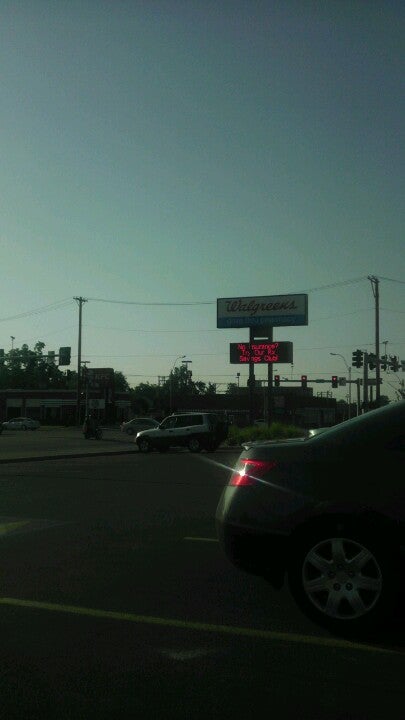 Walgreens
No Insurance?
Try Our Rx
Savings Club!